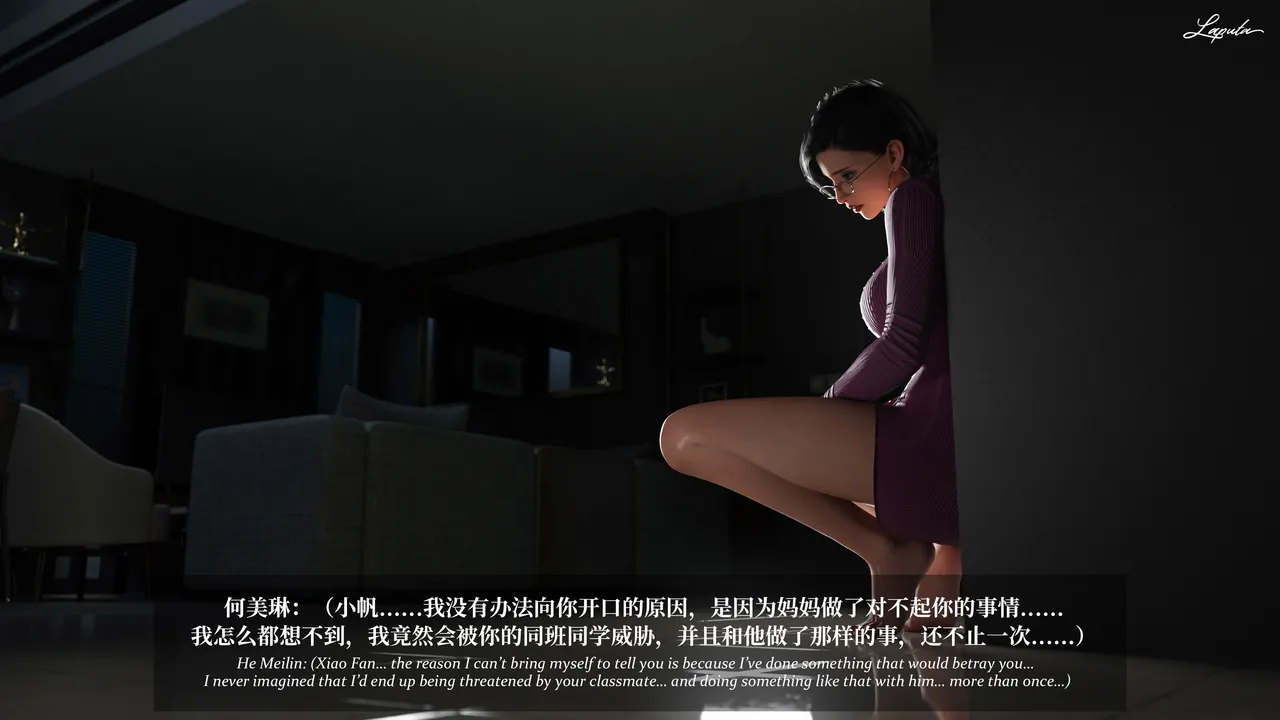 Laputa
何美琳：（小帆……我没有办法向你开口的原因，是因为妈妈做了对不起你的事情……
我怎么都想不到，我竟然会被你的同班同学威胁，并且和他做了那样的事，还不止一次……）
He Meilin: (Xiao Fan... the reason I can't bring myself to tell you is because I've done something that would betray you...
I never imagined that I'd end up being threatened by your classmate... and doing something like that with him... more than once...)